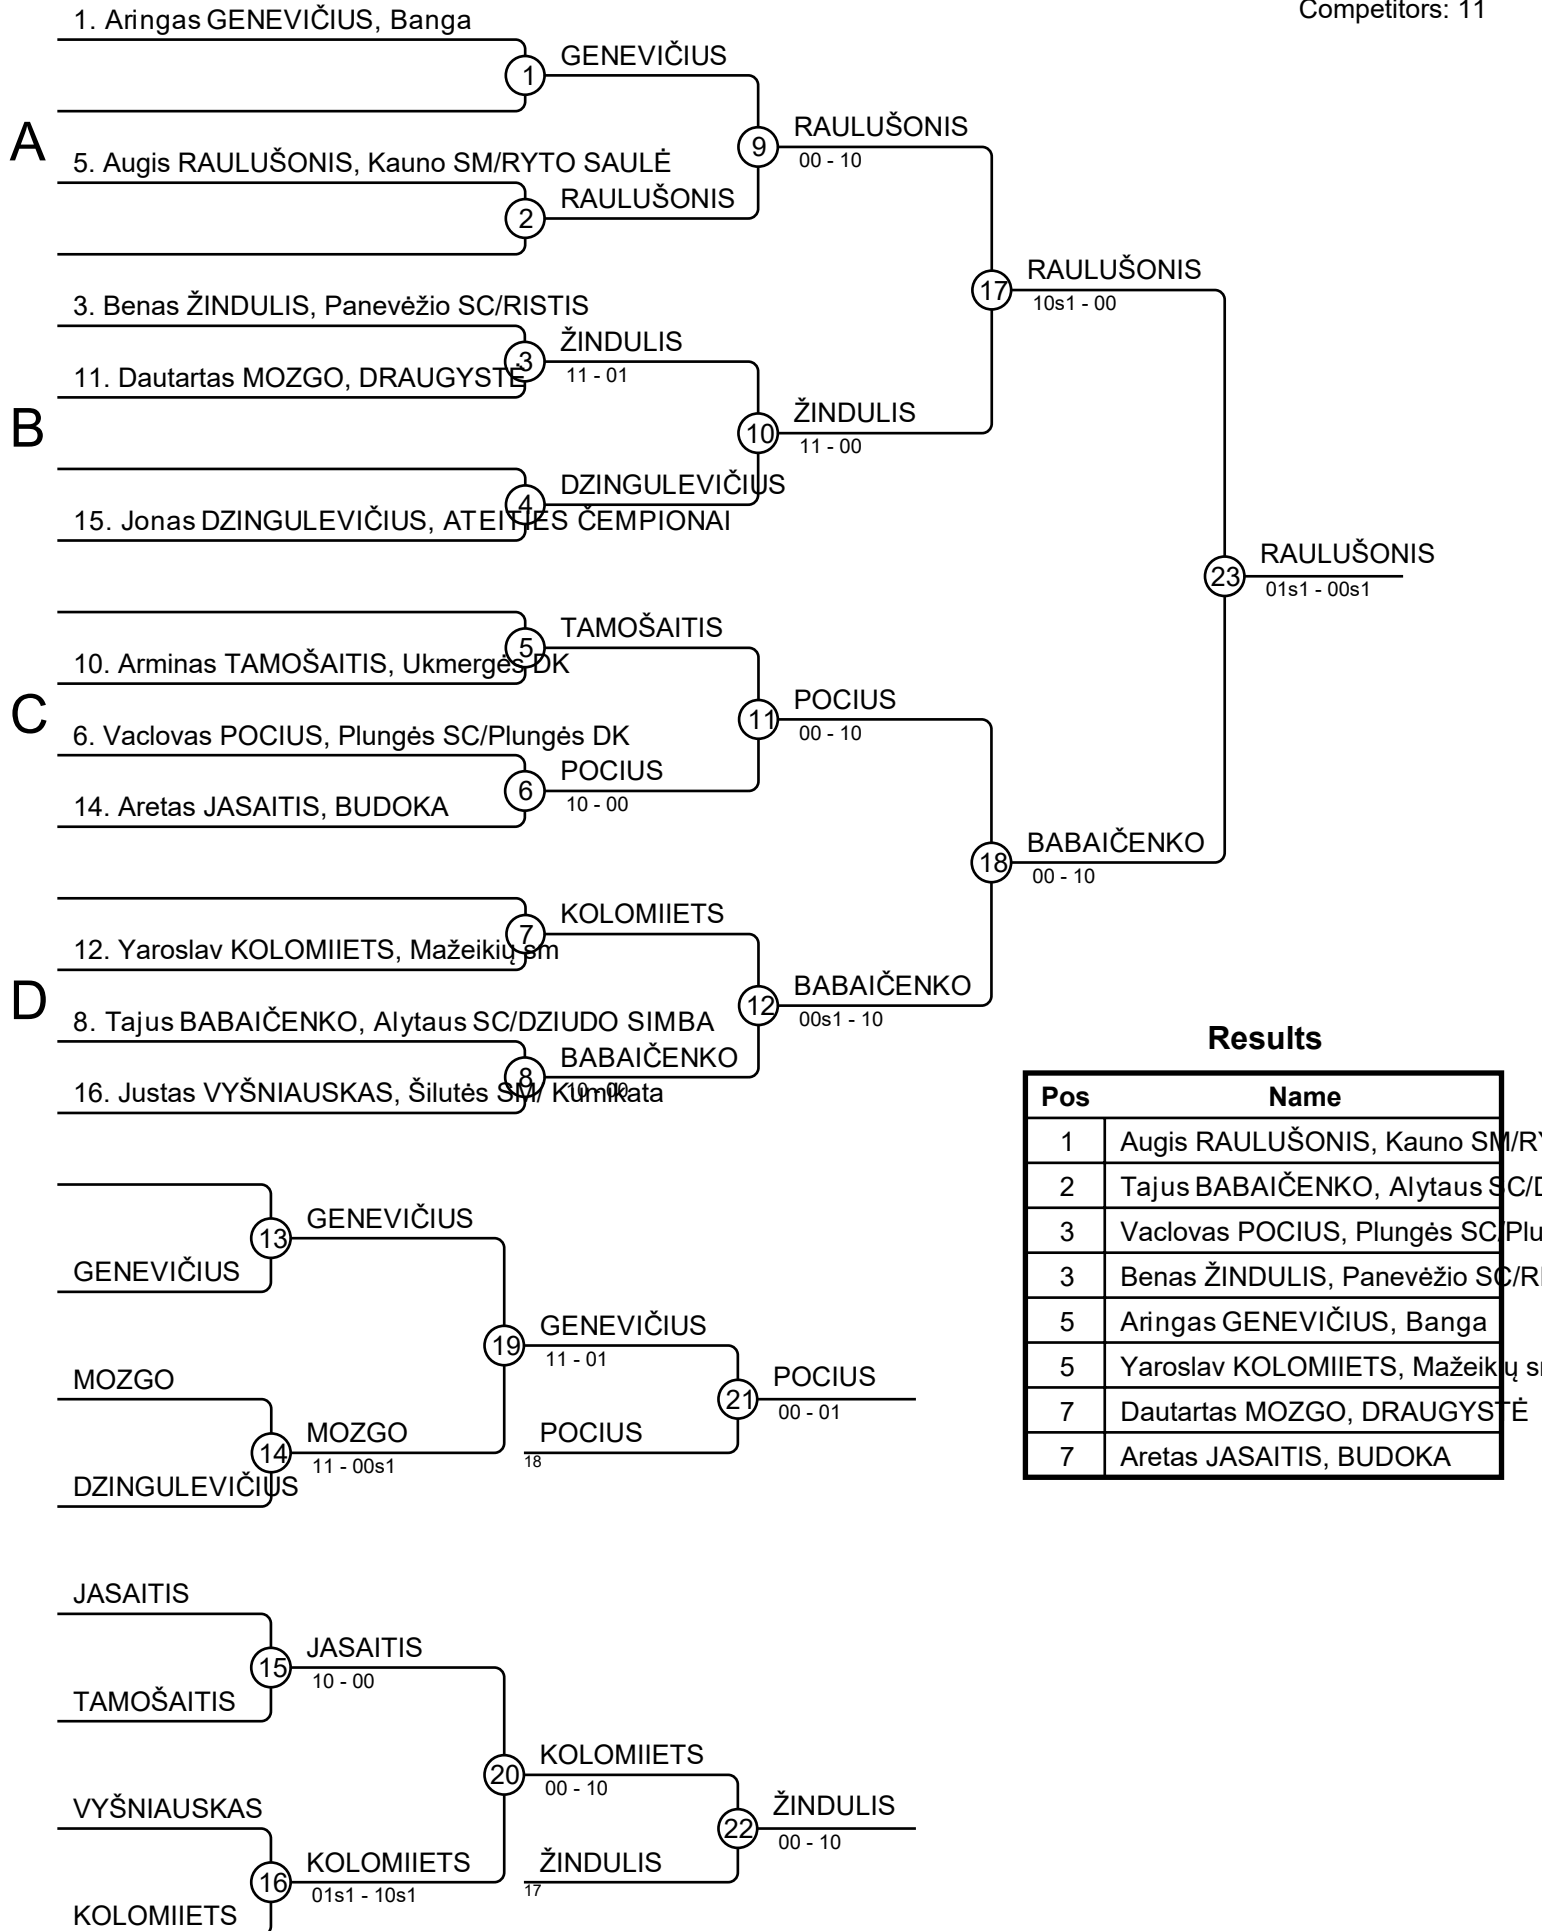 Competitors: 11
1. Aringas GENEVIČIUS, Banga
1
GENEVIČIUS
A
9
RAULUŠONIS
00 - 10
5. Augis RAULUŠONIS, Kauno SM/RYTO SAULĖ
2
RAULUŠONIS
17
RAULUŠONIS
10s1 - 00
3. Benas ŽINDULIS, Panevėžio SC/RISTIS
3
ŽINDULIS
11 - 01
11. Dautartas MOZGO, DRAUGYSTĖ
B
10
ŽINDULIS
11 - 00
4
DZINGULEVIČIUS
15. Jonas DZINGULEVIČIUS, ATEITIES ČEMPIONAI
23
RAULUŠONIS
01s1 - 00s1
5
TAMOŠAITIS
10. Arminas TAMOŠAITIS, Ukmergės DK
C
11
POCIUS
00 - 10
6. Vaclovas POCIUS, Plungės SC/Plungės DK
6
POCIUS
10 - 00
14. Aretas JASAITIS, BUDOKA
18
BABAIČENKO
00 - 10
7
KOLOMIIETS
12. Yaroslav KOLOMIIETS, Mažeikių sm
D
12
BABAIČENKO
00s1 - 10
8. Tajus BABAIČENKO, Alytaus SC/DZIUDO SIMBA
8
BABAIČENKO
10 - 00
16. Justas VYŠNIAUSKAS, Šilutės SM/ Kumikata
Results
Pos Name
1 Augis RAULUŠONIS, Kauno SM/RY
2 Tajus BABAIČENKO, Alytaus SC/D
3 Vaclovas POCIUS, Plungės SC/Plu
3 Benas ŽINDULIS, Panevėžio SC/RI
5 Aringas GENEVIČIUS, Banga
5 Yaroslav KOLOMIIETS, Mažeikių sm
7 Dautartas MOZGO, DRAUGYSTĖ
7 Aretas JASAITIS, BUDOKA
13
GENEVIČIUS
GENEVIČIUS
19
GENEVIČIUS
11 - 01
MOZGO
14
MOZGO
11 - 00s1
DZINGULEVIČIUS
21
POCIUS
00 - 01
POCIUS
18
JASAITIS
15
JASAITIS
10 - 00
TAMOŠAITIS
20
KOLOMIIETS
00 - 10
VYŠNIAUSKAS
16
KOLOMIIETS
01s1 - 10s1
KOLOMIIETS
22
ŽINDULIS
00 - 10
ŽINDULIS
17